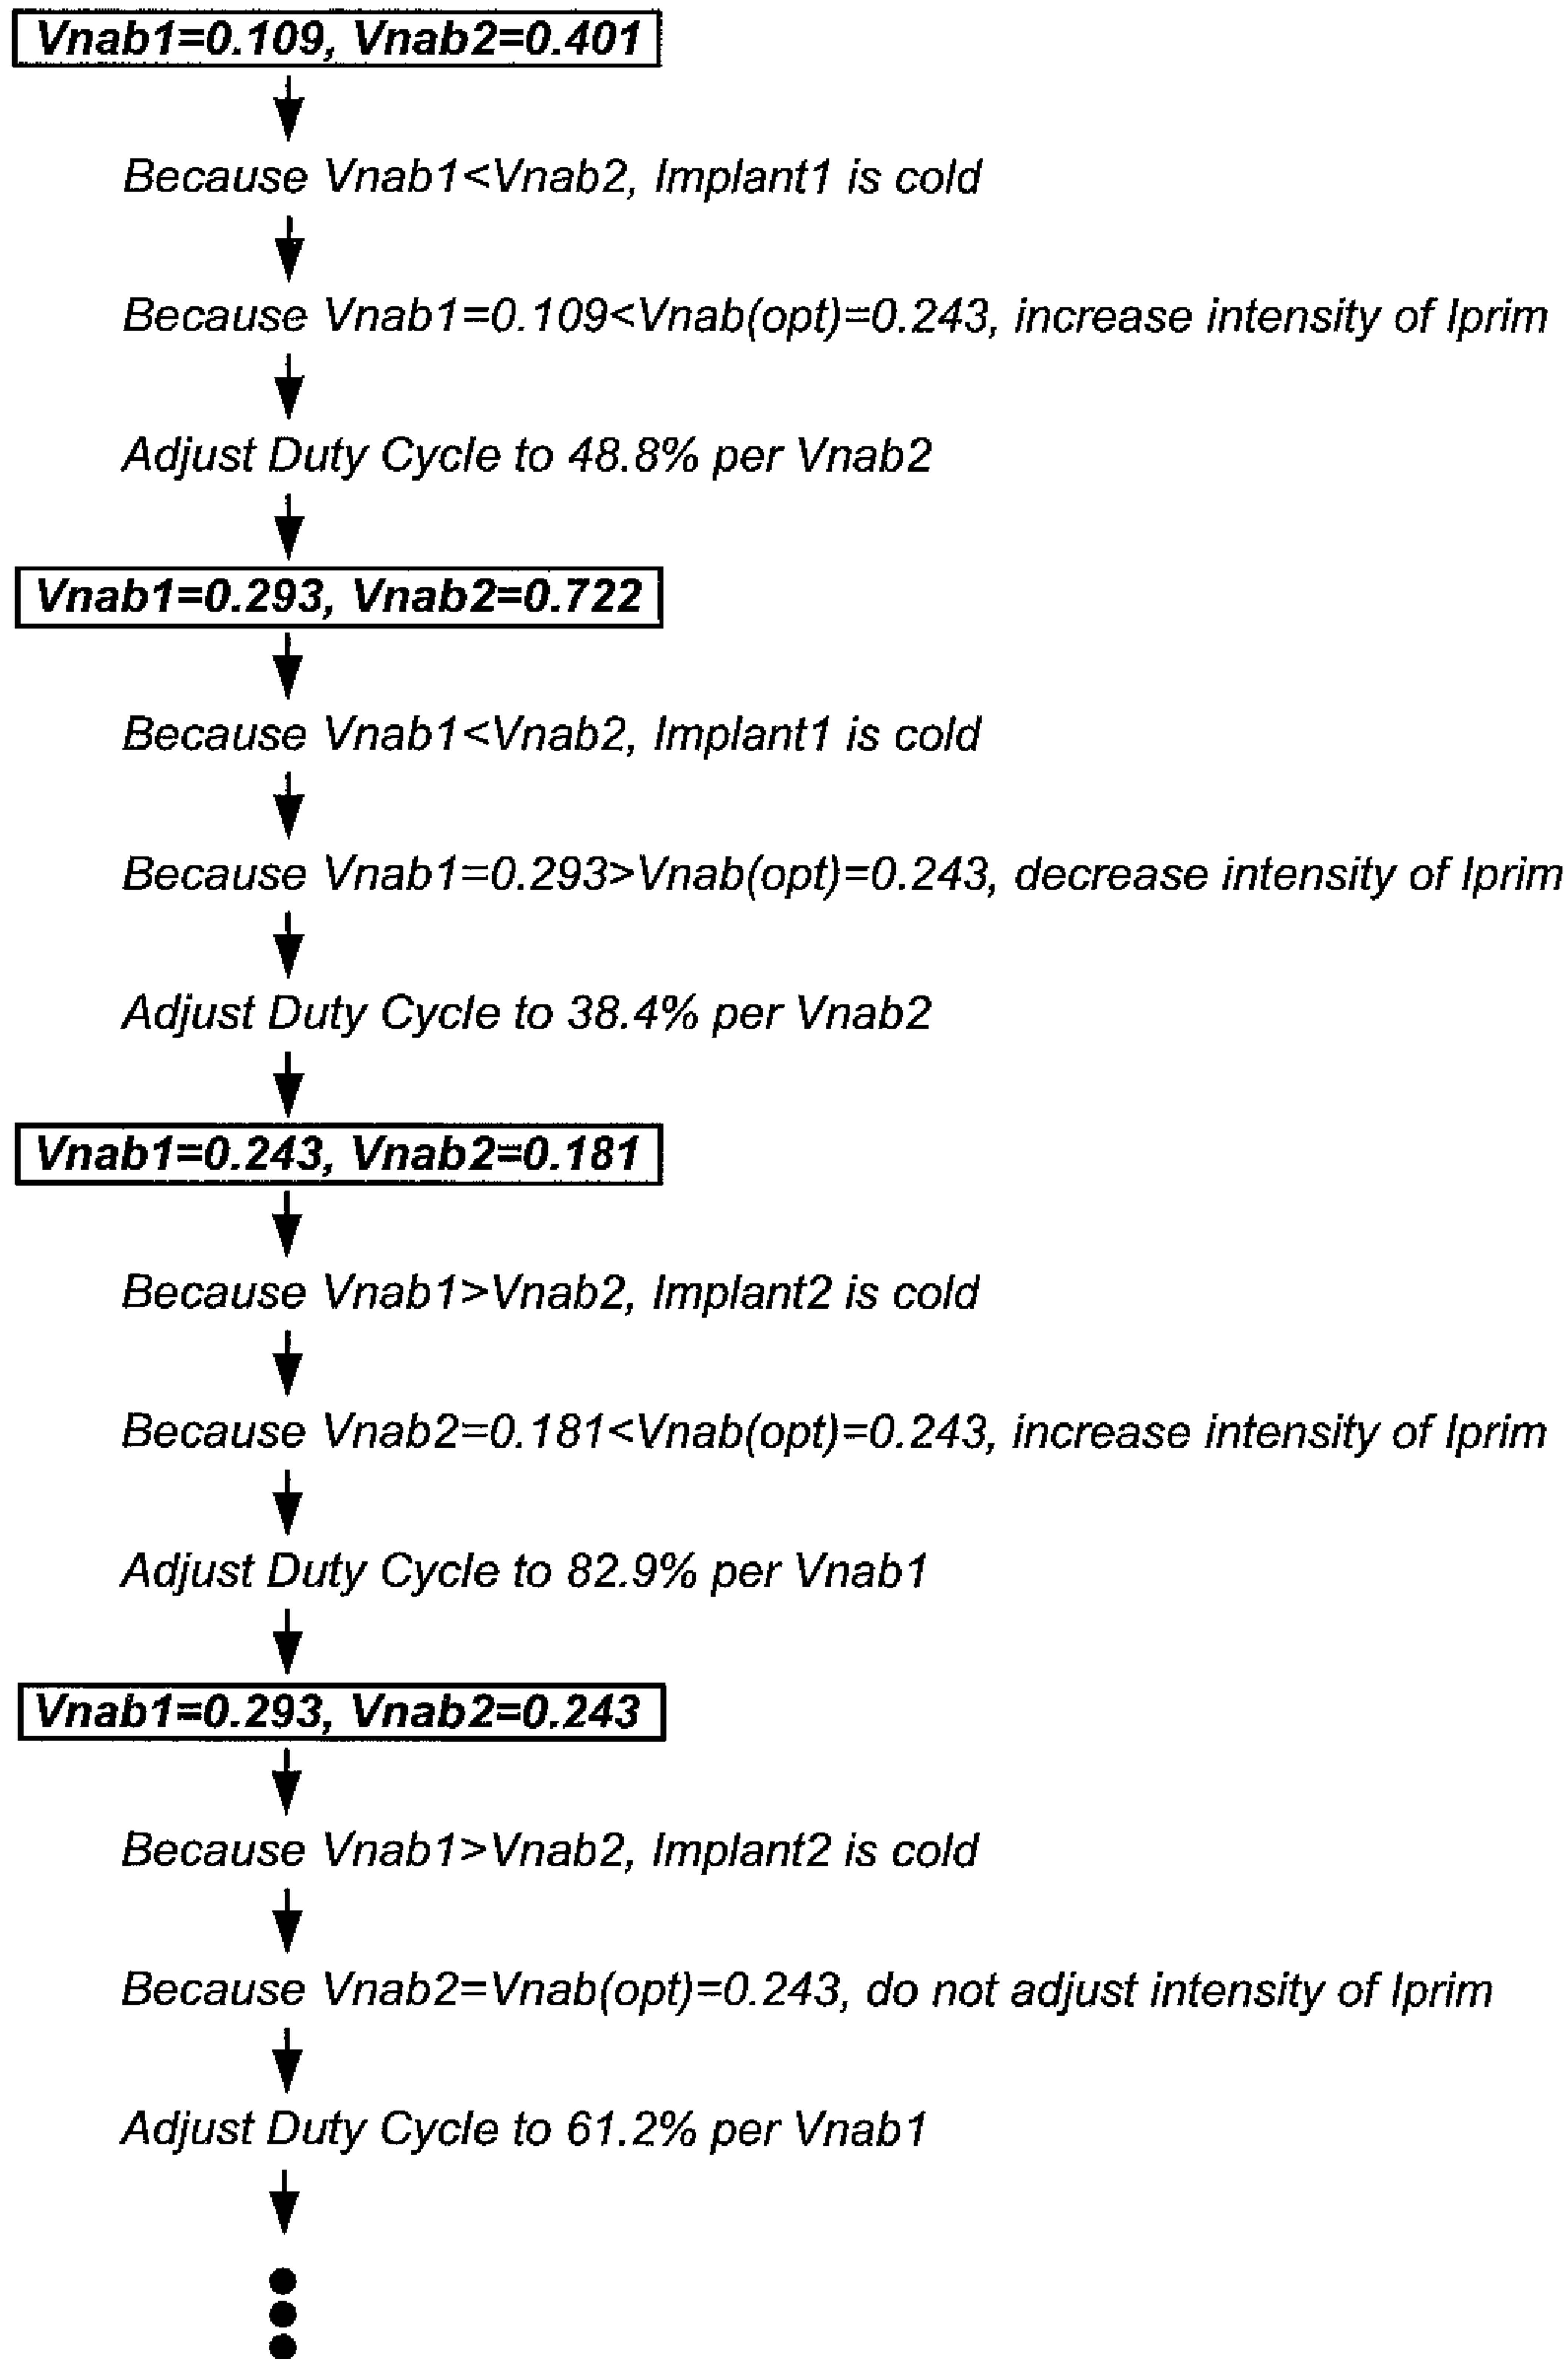 Vnab1=0.109, Vnab2=0.401
Because Vnab1<Vnab2, Implant1 is cold
Because Vnab1=0.109<Vnab(opt)=0.243, increase intensity of Iprim
Adjust Duty Cycle to 48.8% per Vnab2
Vnab1=0.293, Vnab2=0.722
Because Vnab1<Vnab2, Implant1 is cold
Because Vnab1=0.293>Vnab(opt)=0.243, decrease intensity of Iprim
Adjust Duty Cycle to 38.4% per Vnab2
Vnab1=0.243, Vnab2=0.181
Because Vnab1>Vnab2, Implant2 is cold
Because Vnab2=0.181<Vnab(opt)=0.243, increase intensity of Iprim
Adjust Duty Cycle to 82.9% per Vnab1
Vnab1=0.293, Vnab2=0.243
Because Vnab1>Vnab2, Implant2 is cold
Because Vnab2=Vnab(opt)=0.243, do not adjust intensity of Iprim
Adjust Duty Cycle to 61.2% per Vnab1